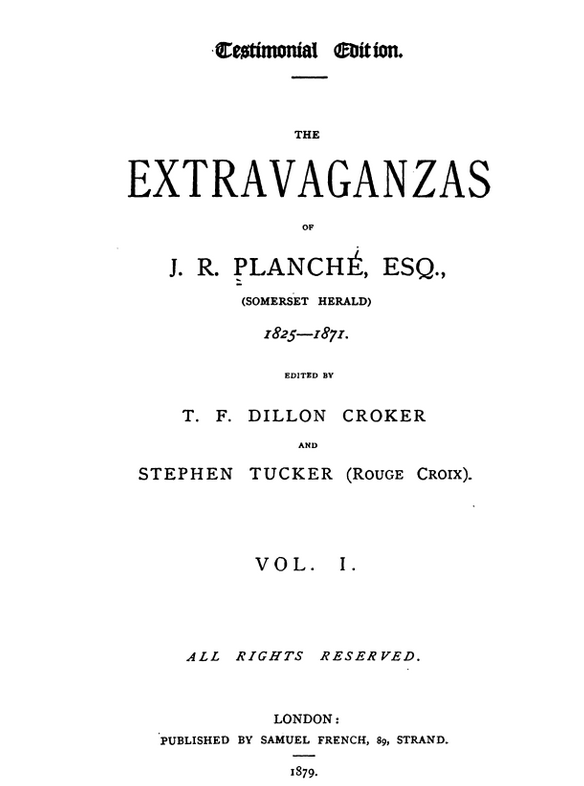 Testimonial Edition.
THE
EXTRAVAGANZAS
OF
J. R. PLANCHÉ, ESQ.,
(SOMERSET HERALD)
1825—1871.
EDITED BY
T. F. DILLON CROKER
AND
STEPHEN TUCKER (ROUGE CROIX).
VOL. I.
ALL RIGHTS RESERVED.
LONDON:
PUBLISHED BY SAMUEL FRENCH, 89, STRAND.
1879.